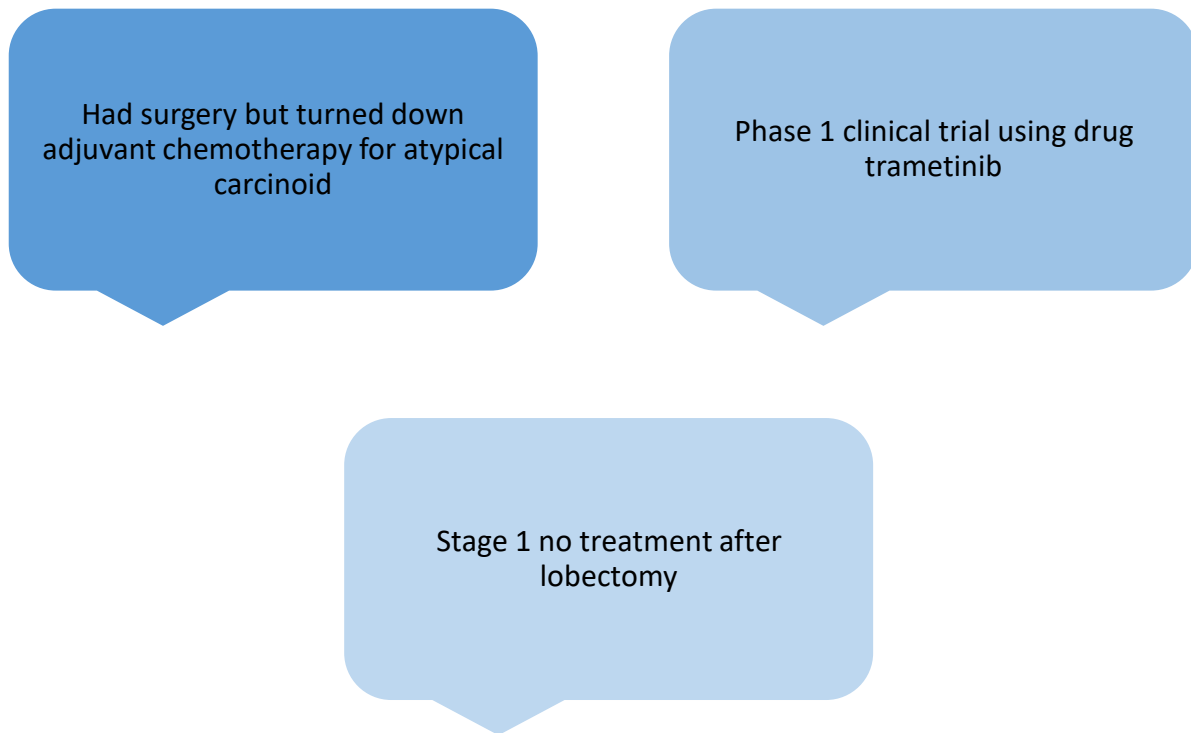 Had surgery but turned down
adjuvant chemotherapy for atypical
carcinoid
Phase 1 clinical trial using drug
trametinib
Stage 1 no treatment after
lobectomy